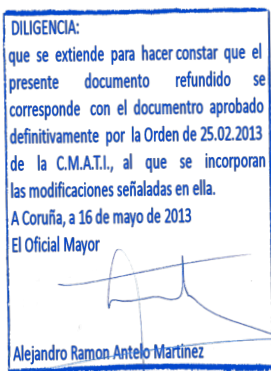 DILIGENCIA:
que se extiende para hacer constar que el
presente documento refundido se
corresponde con el documentro aprobado
definitivamente por la Orden de 25.02.2013
de la C.M.A.T.I., al que se incorporan
las modificaciones señaladas en ella.
A Coruña, a 16 de mayo de 2013
El Oficial Mayor
Alejandro Ramon Antelo Martinez